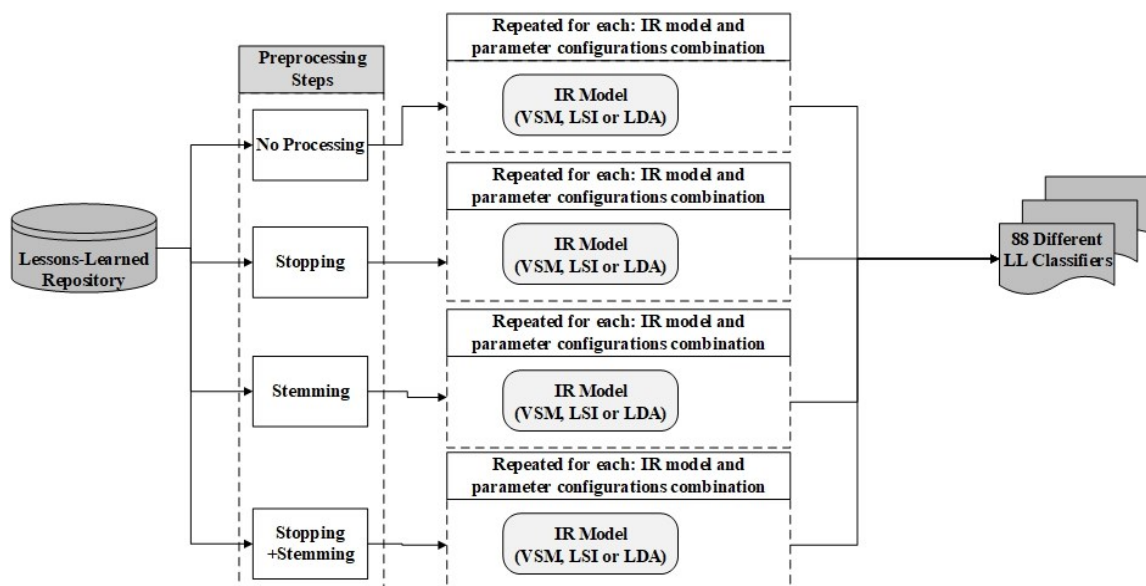 Lessons-Learned
Repository
Preprocessing
Steps
No Processing
Stopping
Stemming
Stopping
+Stemming
Repeated for each: IR model and
parameter configurations combination
IR Model
(VSM, LSI or LDA)
Repeated for each: IR model and
parameter configurations combination
IR Model
(VSM, LSI or LDA)
Repeated for each: IR model and
parameter configurations combination
IR Model
(VSM, LSI or LDA)
Repeated for each: IR model and
parameter configurations combination
IR Model
(VSM, LSI or LDA)
88 Different
LL Classifiers